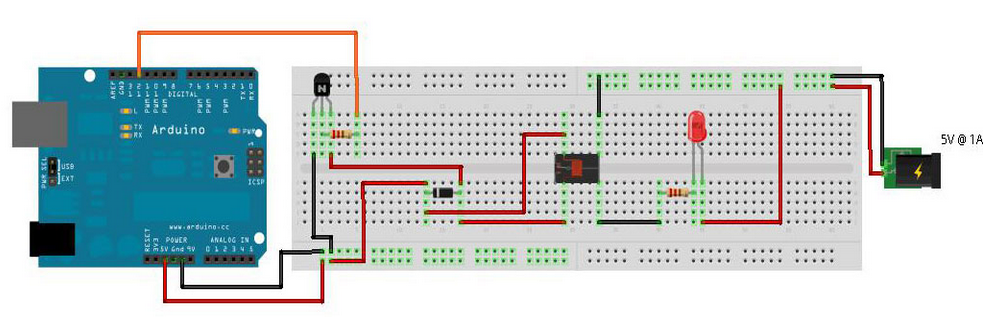 AREF
GND
13
12
11
10
9
8
7
6
5
4
3
2
1
0
PWM
PWM
PWM
PWM
PWM
PWM
TX
RX
DIGITAL
L
TX
RX
Arduino
PWR
ICSP
PWR SEL
USB
EXT
www.arduino.cc
RESET
3V3
POWER
5V Gnd 9V
ANALOG IN
0 1 2 3 4 5
N
5V @ 1A